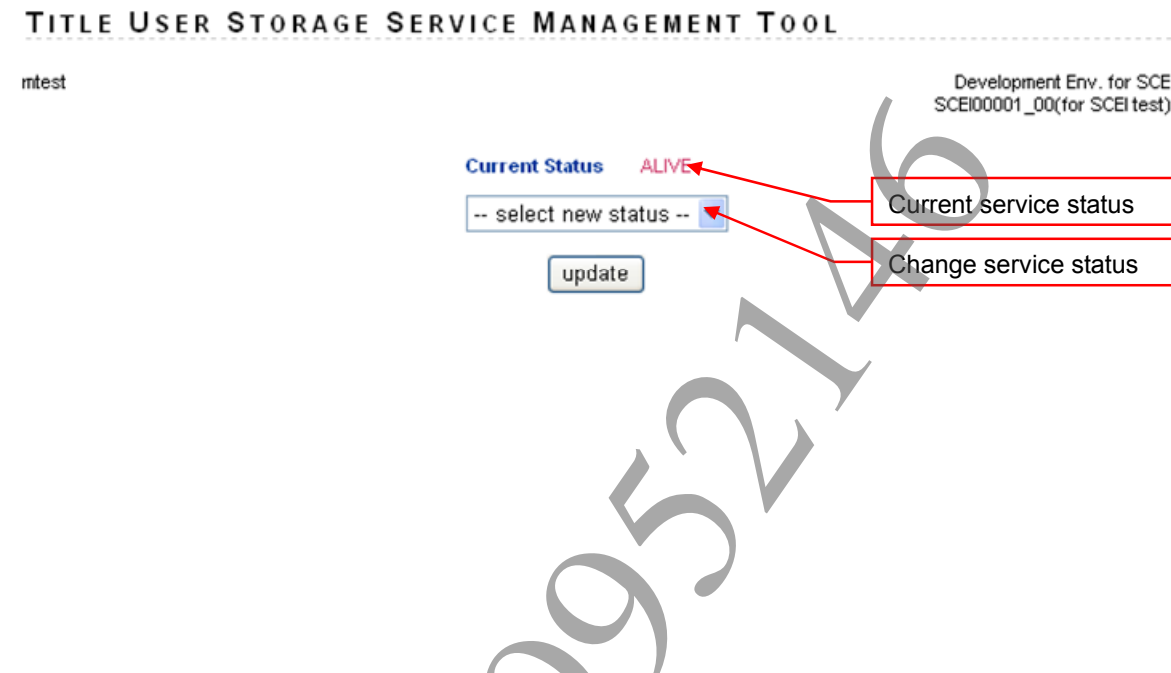 TITLE USER STORAGE SERVICE MANAGEMENT TOOL
mtest
Development Env. for SCE
SCEI00001_00(for SCEI test)
Current Status ALIVE
Current service status
-- select new status --
Change service status
update
0952146